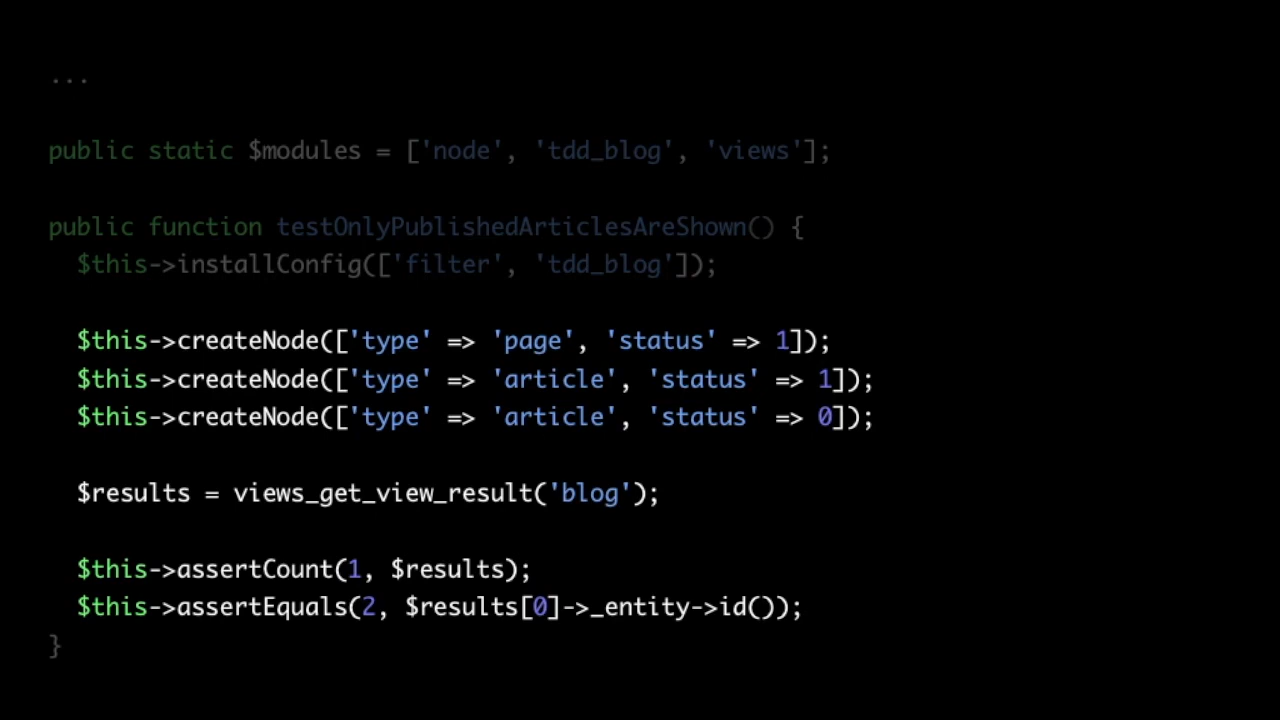 ...
public static $modules = ['node', 'tdd_blog', 'views'];
public function testOnlyPublishedArticlesAreShown() {
$this->installConfig(['filter', 'tdd_blog']);
$this->createNode(['type' => 'page', 'status' => 1]);
$this->createNode(['type' => 'article', 'status' => 1]);
$this->createNode(['type' => 'article', 'status' => 0]);
$results = views_get_view_result('blog');
$this->assertCount(1, $results);
$this->assertEquals(2, $results[0]->_entity->id());
}